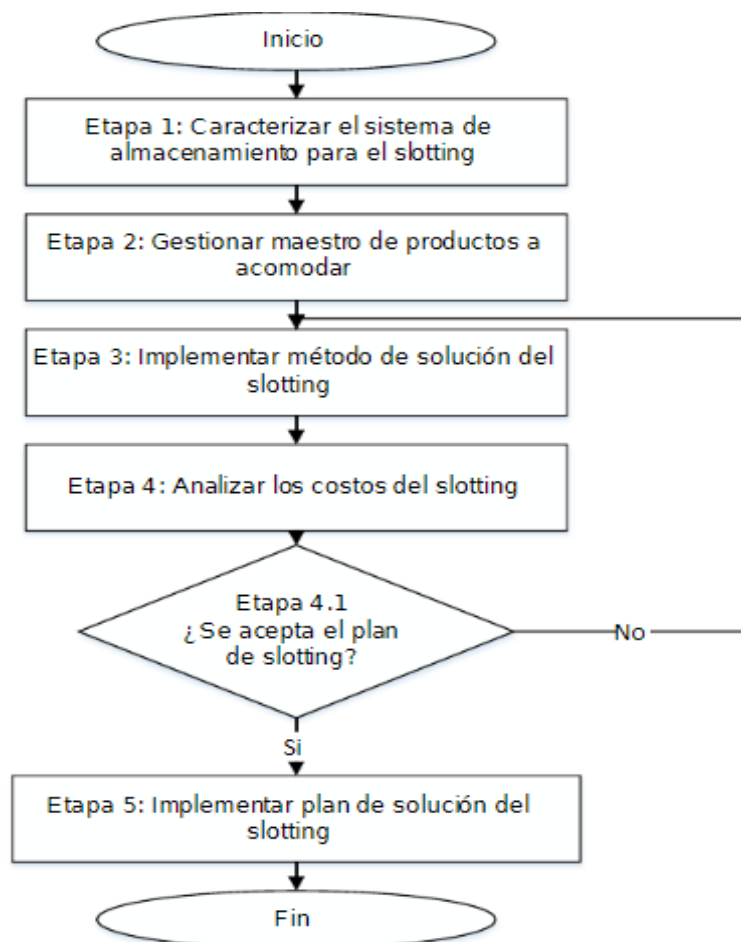 Inicio
Etapa 1: Caracterizar el sistema de
almacenamiento para el slotting
Etapa 2: Gestionar maestro de productos a
acomodar
Etapa 3: Implementar método de solución del
slotting
Etapa 4: Analizar los costos del slotting
Etapa 4.1
¿Se acepta el plan
de slotting?
No
Si
Etapa 5: Implementar plan de solución del
slotting
Fin